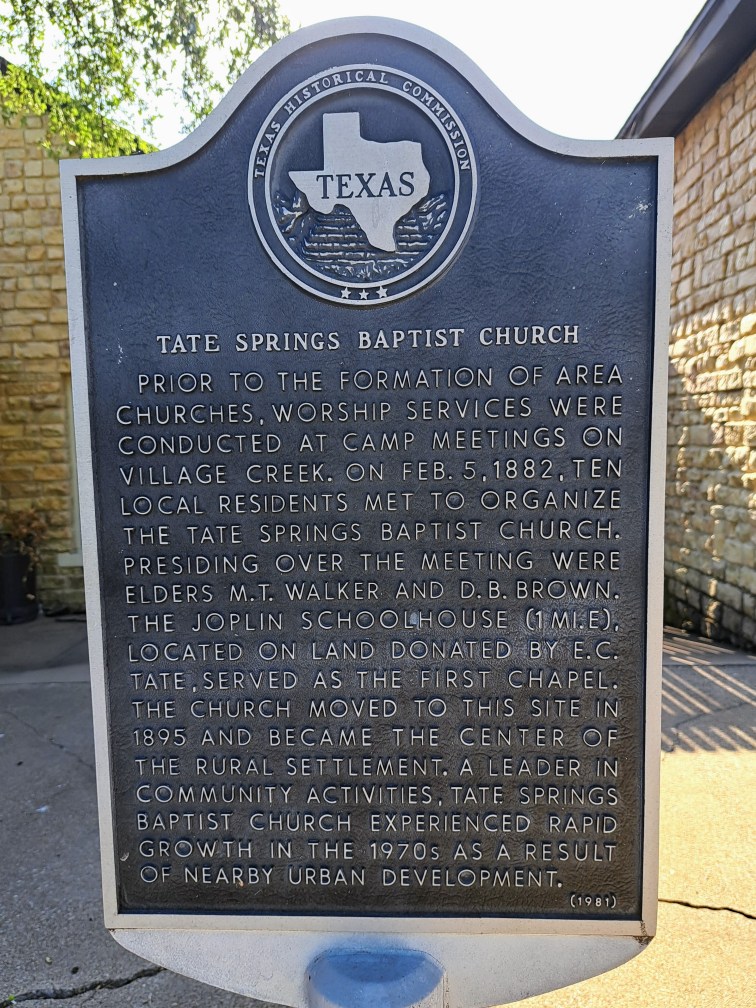 TEXAS HISTORICAL COMMISSION
TEXAS
TATE SPRINGS BAPTIST CHURCH
PRIOR TO THE FORMATION OF AREA
CHURCHES, WORSHIP SERVICES WERE
CONDUCTED AT CAMP MEETINGS ON
VILLAGE CREEK. ON FEB. 5, 1882, TEN
LOCAL RESIDENTS MET TO ORGANIZE
THE TATE SPRINGS BAPTIST CHURCH.
PRESIDING OVER THE MEETING WERE
ELDERS M.T. WALKER AND D.B. BROWN.
THE JOPLIN SCHOOLHOUSE (1 MI.E),
LOCATED ON LAND DONATED BY E.C.
TATE, SERVED AS THE FIRST CHAPEL.
THE CHURCH MOVED TO THIS SITE IN
1895 AND BECAME THE CENTER OF
THE RURAL SETTLEMENT. A LEADER IN
COMMUNITY ACTIVITIES, TATE SPRINGS
BAPTIST CHURCH EXPERIENCED RAPID
GROWTH IN THE 1970s AS A RESULT
OF NEARBY URBAN DEVELOPMENT.
(1981)